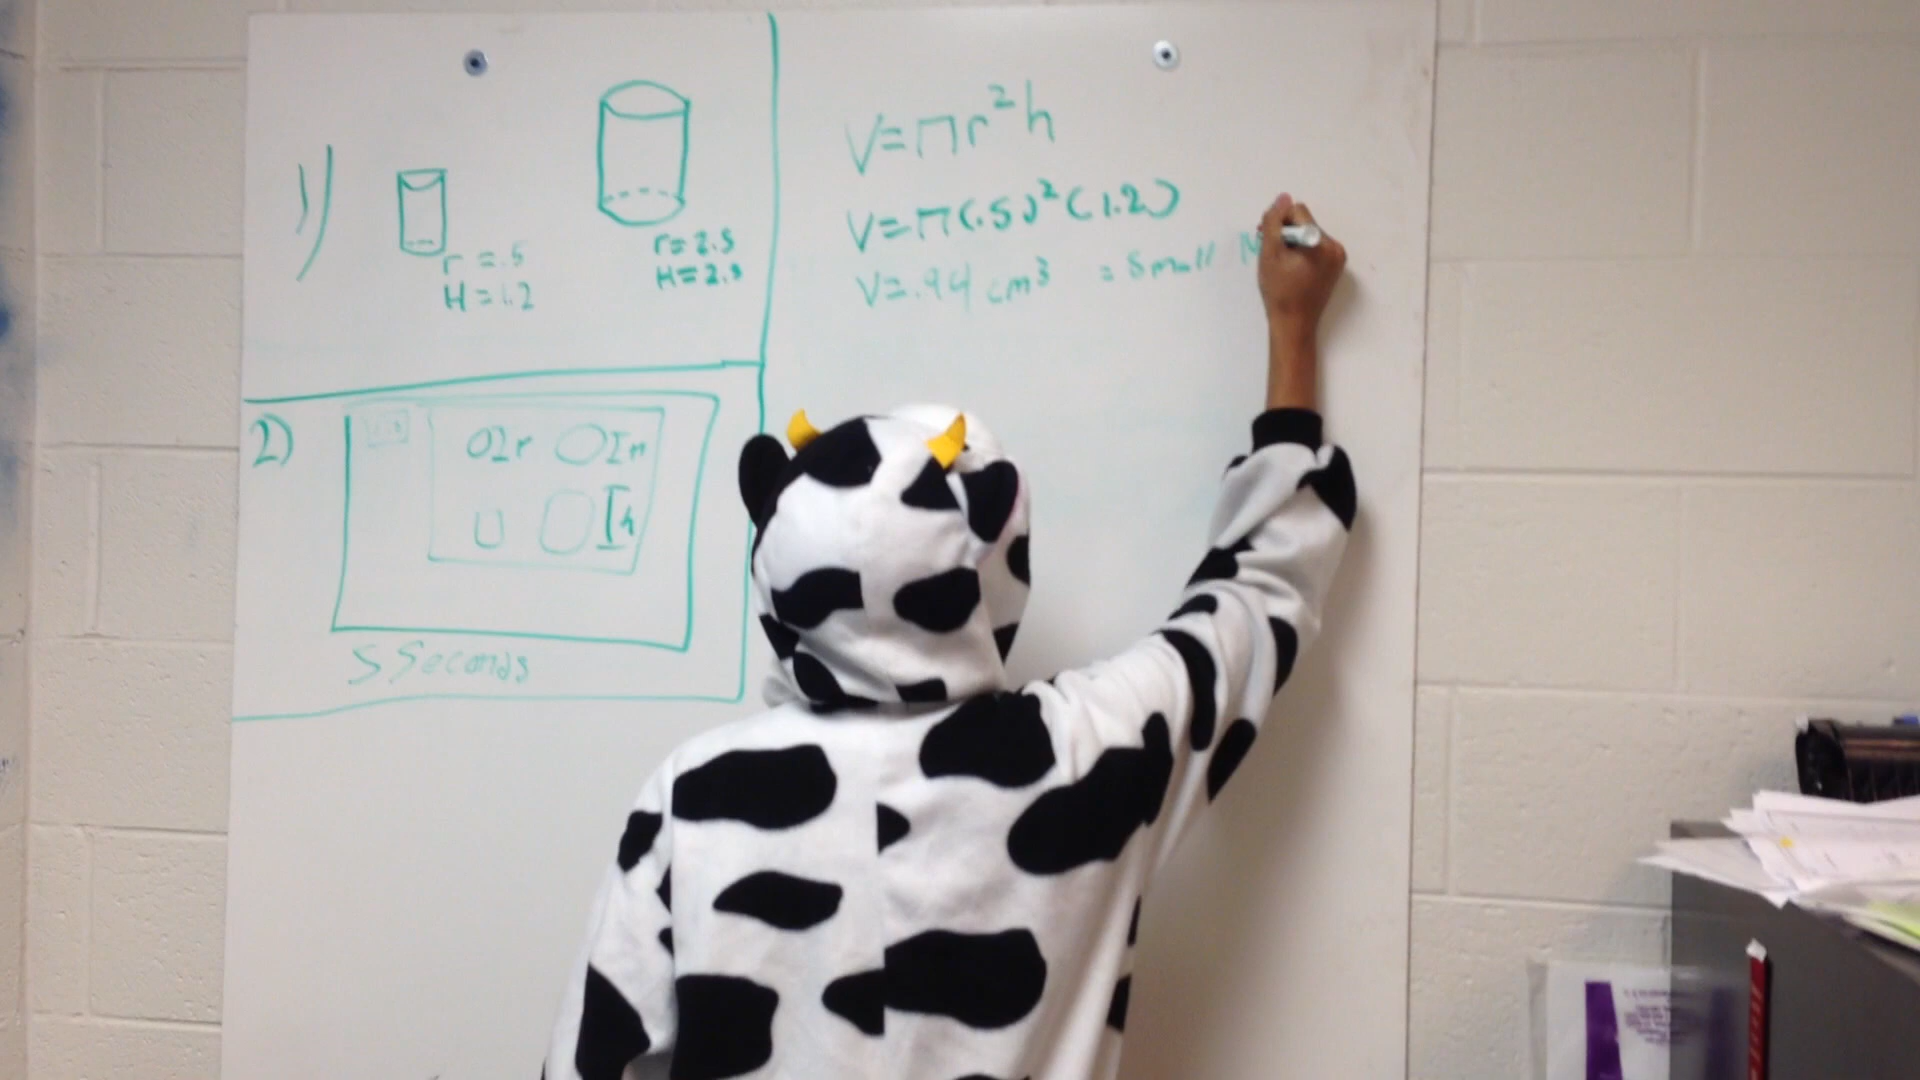 1)
r = .5
H = 1.2
r = 2.5
H = 2.3
V = πr²h
V = π(.5)²(1.2)
V = .94 cm³ = Small
2)
r
h
5 Seconds